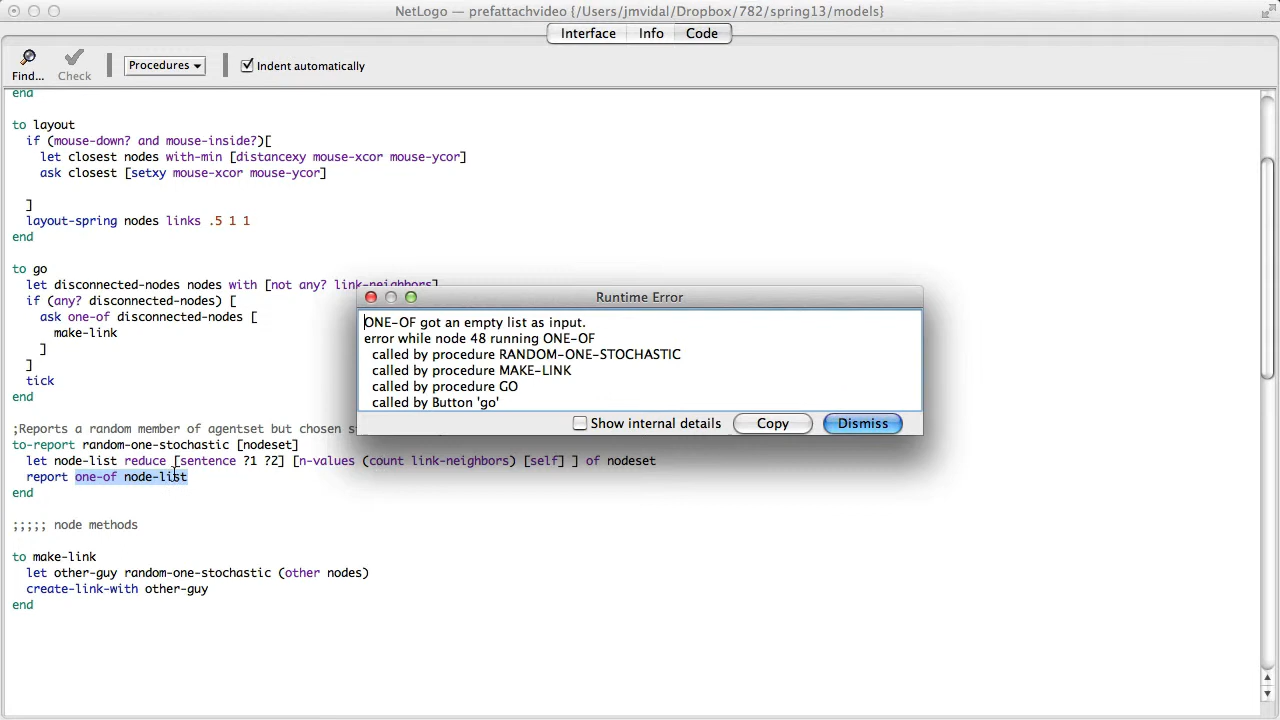 NetLogo — prefattachvideo {/Users/jmvidal/Dropbox/782/spring13/models}
Interface Info Code
Find... Check Procedures Indent automatically
end
to layout
if (mouse-down? and mouse-inside?)[
let closest nodes with-min [distancexy mouse-xcor mouse-ycor]
ask closest [setxy mouse-xcor mouse-ycor]
]
layout-spring nodes links .5 1 1
end
to go
let disconnected-nodes nodes with [not any? link-neighbors]
if (any? disconnected-nodes) [
ask one-of disconnected-nodes [
make-link
]
]
tick
end
;Reports a random member of agentset but chosen
to-report random-one-stochastic [nodeset]
let node-list reduce [sentence ?1 ?2] [n-values (count link-neighbors) [self] ] of nodeset
report one-of node-list
end
;;;;; node methods
to make-link
let other-guy random-one-stochastic (other nodes)
create-link-with other-guy
end
Runtime Error
ONE-OF got an empty list as input.
error while node 48 running ONE-OF
called by procedure RANDOM-ONE-STOCHASTIC
called by procedure MAKE-LINK
called by procedure GO
called by Button 'go'
Show internal details Copy Dismiss